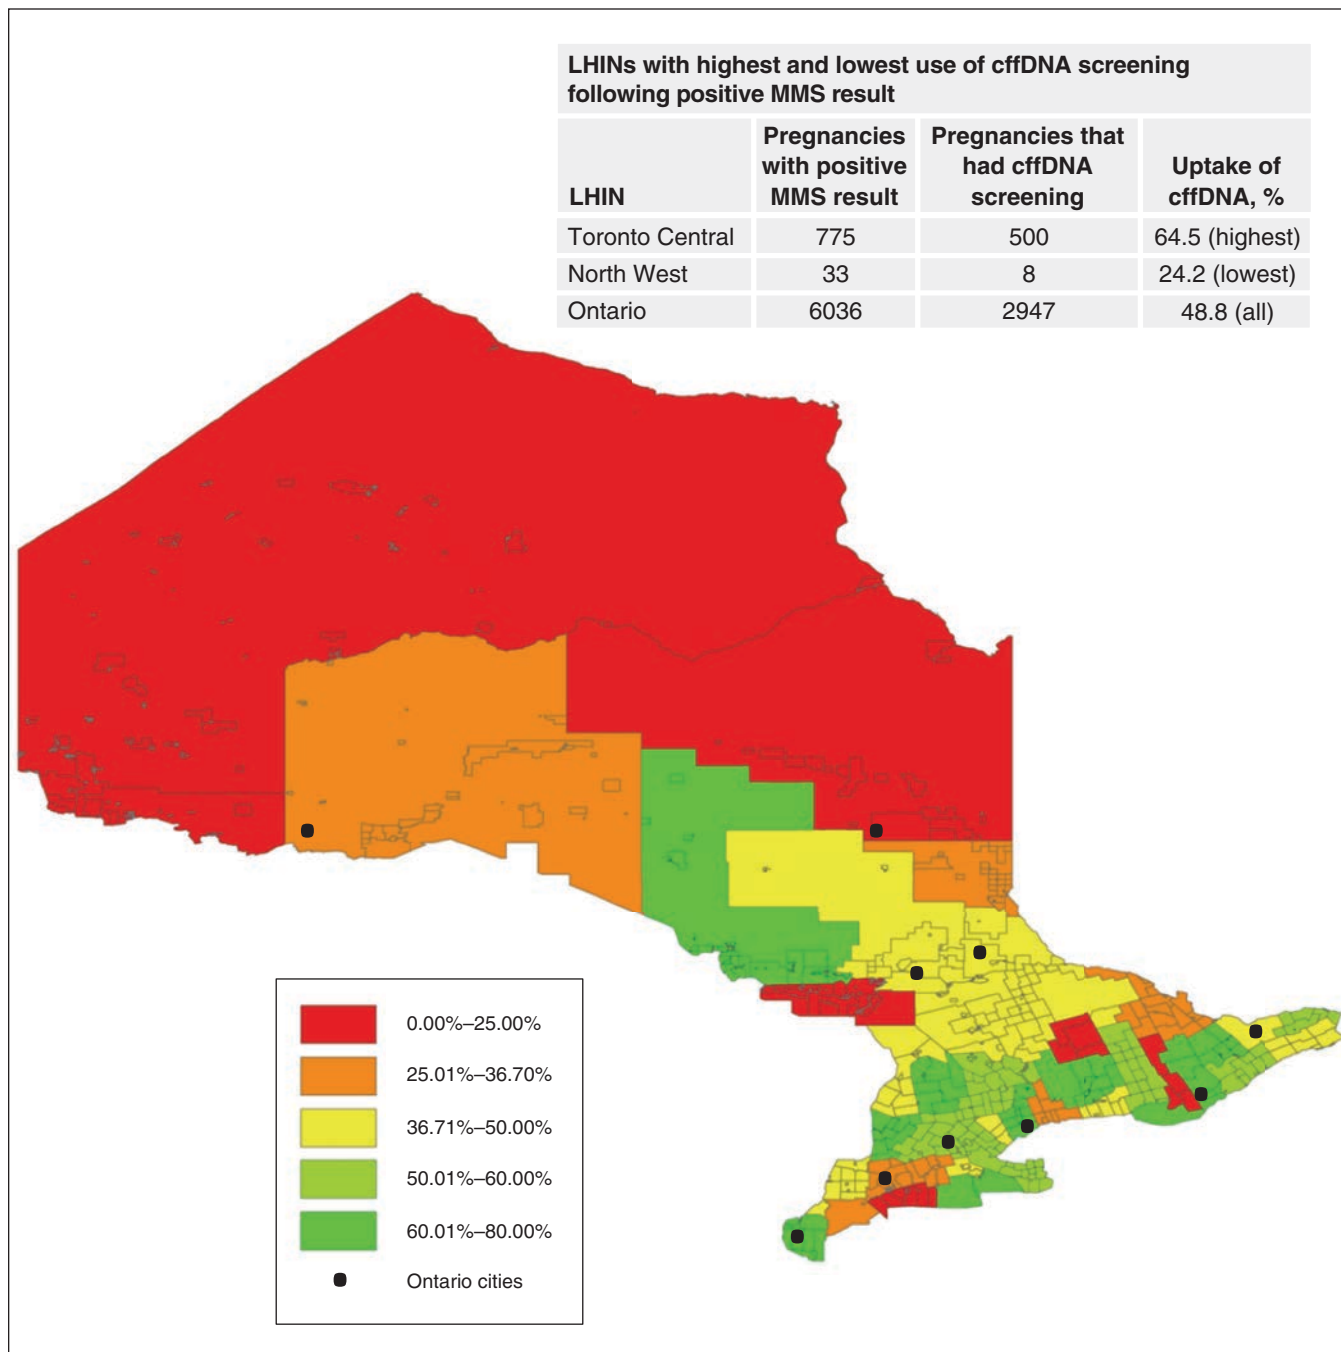 LHINs with highest and lowest use of cffDNA screening
following positive MMS result
LHIN
Pregnancies
with positive
MMS result
Pregnancies that
had cffDNA
screening
Uptake of
cffDNA, %
Toronto Central 775 500 64.5 (highest)
North West 33 8 24.2 (lowest)
Ontario 6036 2947 48.8 (all)
0.00%–25.00%
25.01%–36.70%
36.71%–50.00%
50.01%–60.00%
60.01%–80.00%
Ontario cities